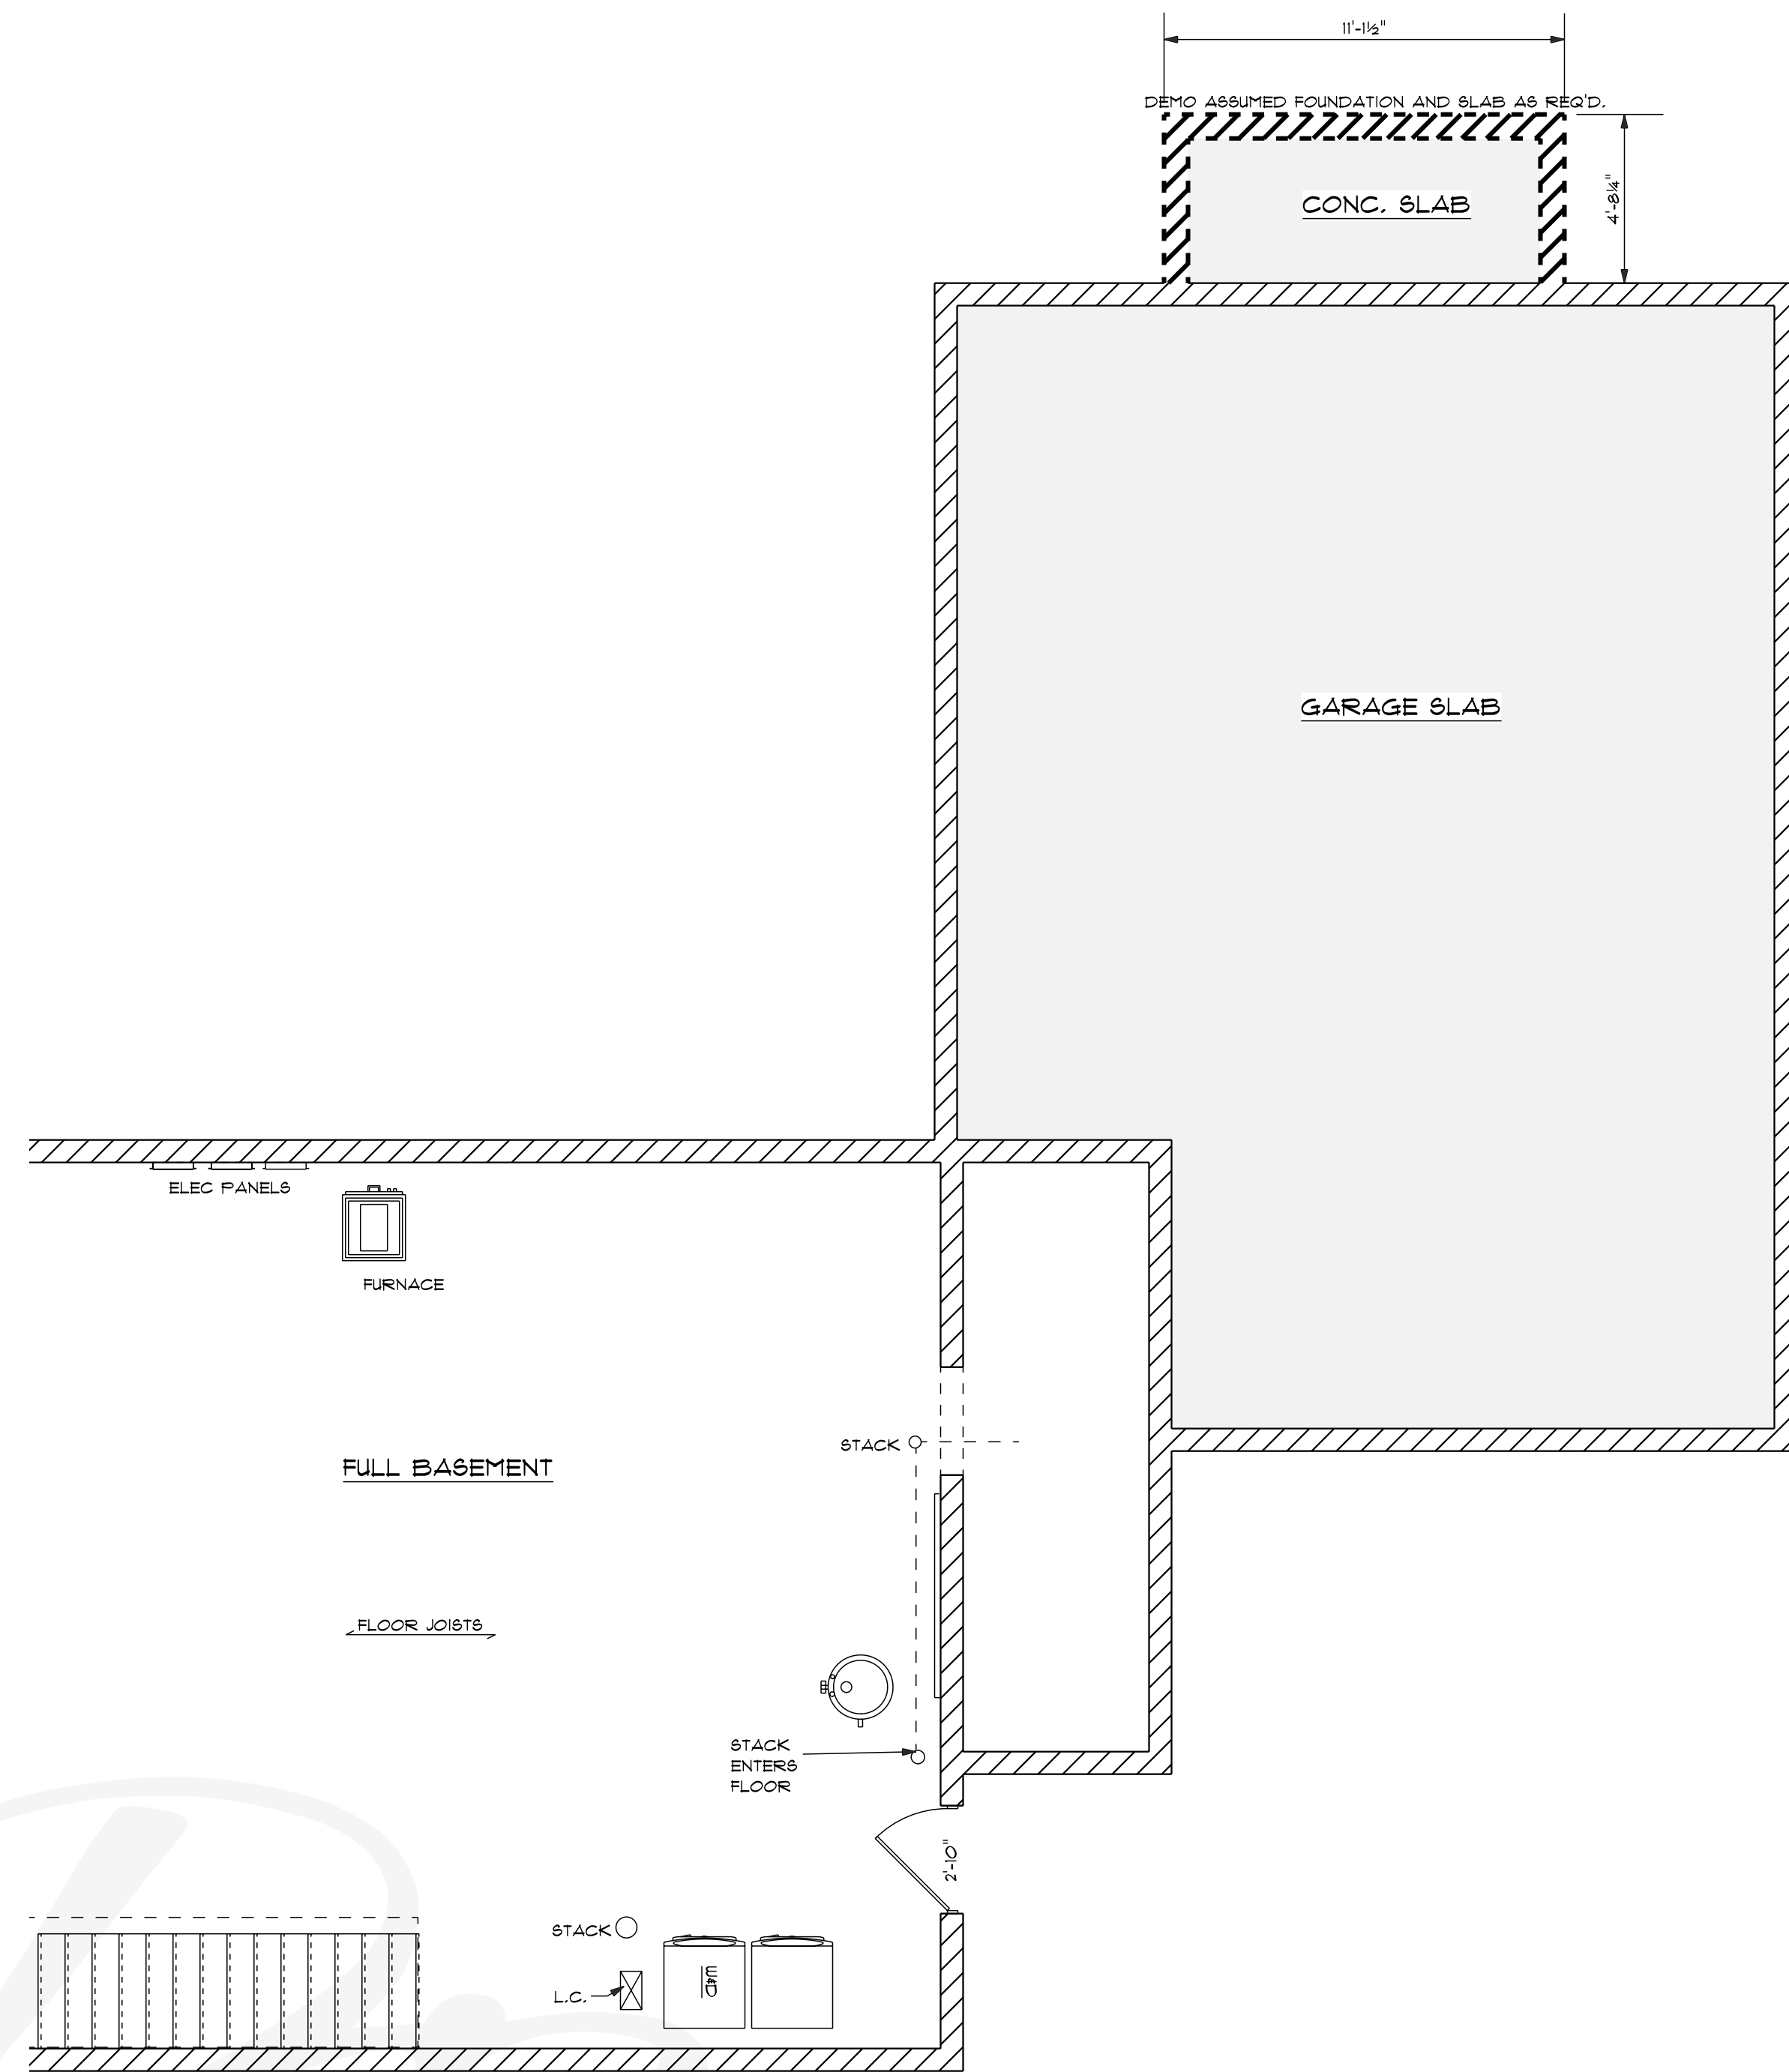 11'-1½"
DEMO ASSUMED FOUNDATION AND SLAB AS REQ'D.
4'-8¼"
CONC. SLAB
GARAGE SLAB
ELEC PANELS
FURNACE
STACK
FULL BASEMENT
FLOOR JOISTS
STACK
ENTERS
FLOOR
2'-10"
STACK
W&D
L.C.